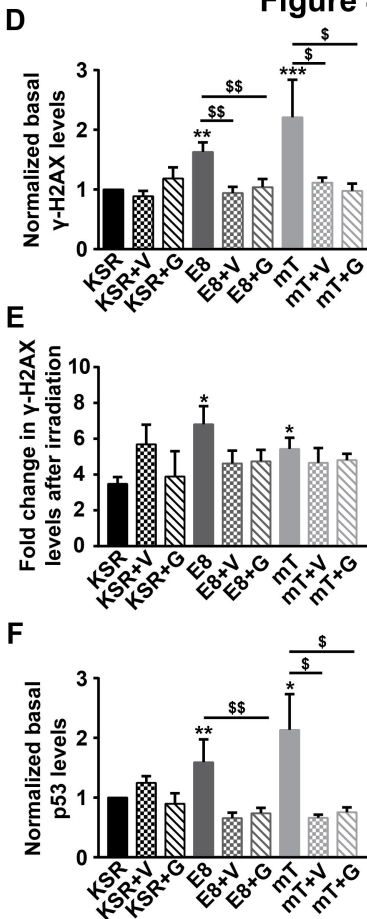 Figure
D
Normalized basal
γ-H2AX levels
3
2
1
0
**
$$
$$
***
$
$
KSR
KSR+V
KSR+G
E8
E8+V
E8+G
mT
mT+V
mT+G
E
Fold change in γ-H2AX
levels after irradiation
10
8
6
4
2
0
*
*
KSR
KSR+V
KSR+G
E8
E8+V
E8+G
mT
mT+V
mT+G
F
Normalized basal
p53 levels
3
2
1
0
**
$$
*
$
$
KSR
KSR+V
KSR+G
E8
E8+V
E8+G
mT
mT+V
mT+G